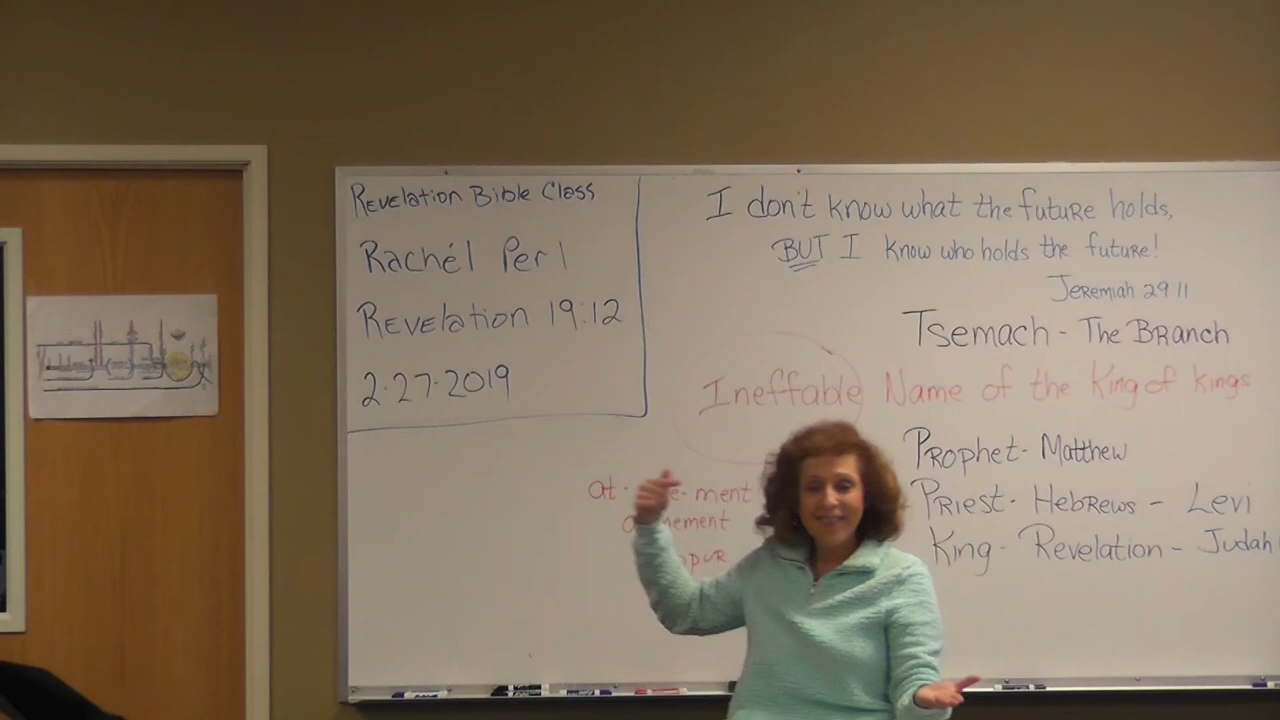 Revelation Bible Class
Rachél Perl
Revelation 19:12
2·27·2019
I don't know what the future holds,
BUT I know who holds the future!
Jeremiah 29 11
Tsemach - The Branch
Ineffable Name of the King of kings
Prophet - Matthew
Priest - Hebrews - Levi
King - Revelation - Judah
at - ment